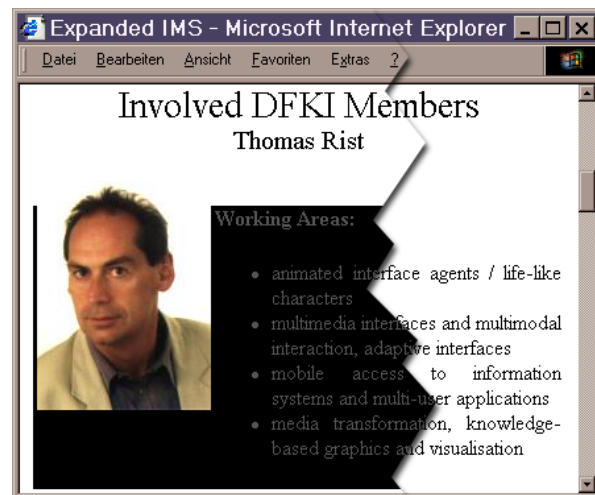 Expanded IMS - Microsoft Internet Explorer
Datei Bearbeiten Ansicht Favoriten Extras ?
Involved DFKI Members
Thomas Rist
Working Areas:
• animated interface agents / life-like
characters
• multimedia interfaces and multimodal
interaction, adaptive interfaces
• mobile access to information
systems and multi-user applications
• media transformation, knowledge-
based graphics and visualisation